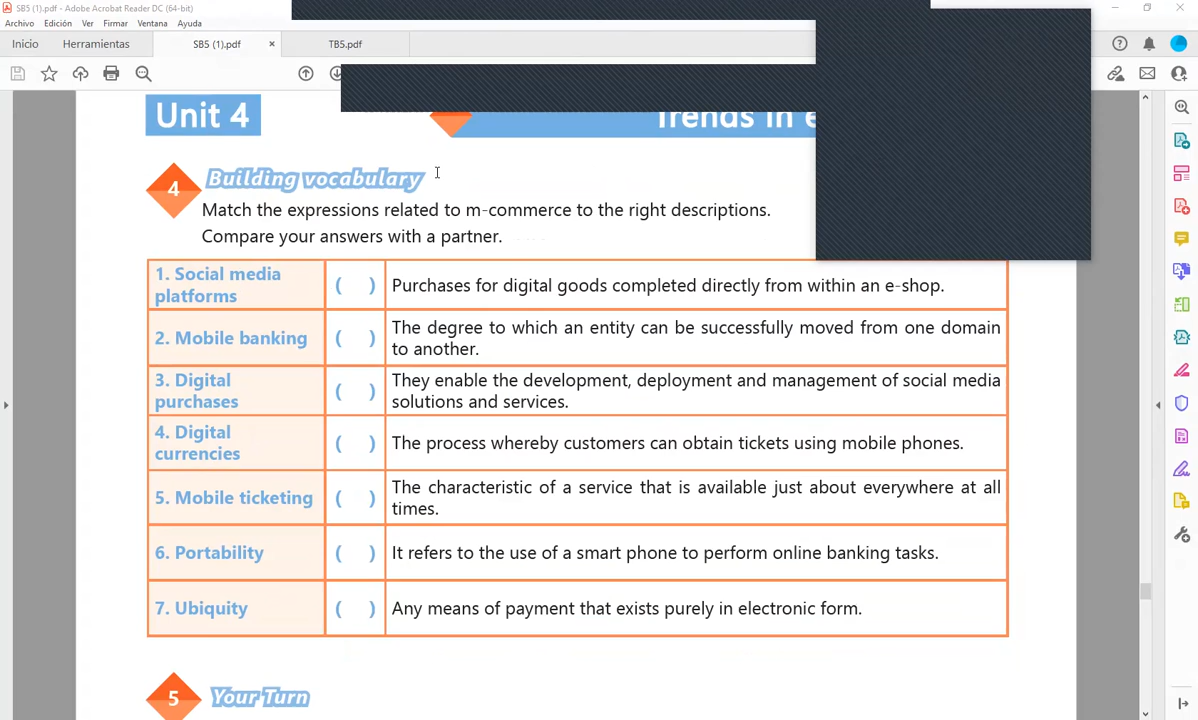 SB5 (1).pdf - Adobe Acrobat Reader DC (64-bit)
Archivo Edición Ver Firmar Ventana Ayuda
Inicio Herramientas SB5 (1).pdf × TB5.pdf
Unit 4
Trends in e
4 Building vocabulary
Match the expressions related to m-commerce to the right descriptions.
Compare your answers with a partner.
1. Social media platforms
( )
Purchases for digital goods completed directly from within an e-shop.
2. Mobile banking
( )
The degree to which an entity can be successfully moved from one domain
to another.
3. Digital
purchases
( )
They enable the development, deployment and management of social media
solutions and services.
4. Digital
currencies
( )
The process whereby customers can obtain tickets using mobile phones.
5. Mobile ticketing
( )
The characteristic of a service that is available just about everywhere at all
times.
6. Portability
( )
It refers to the use of a smart phone to perform online banking tasks.
7. Ubiquity
( )
Any means of payment that exists purely in electronic form.
5 Your Turn